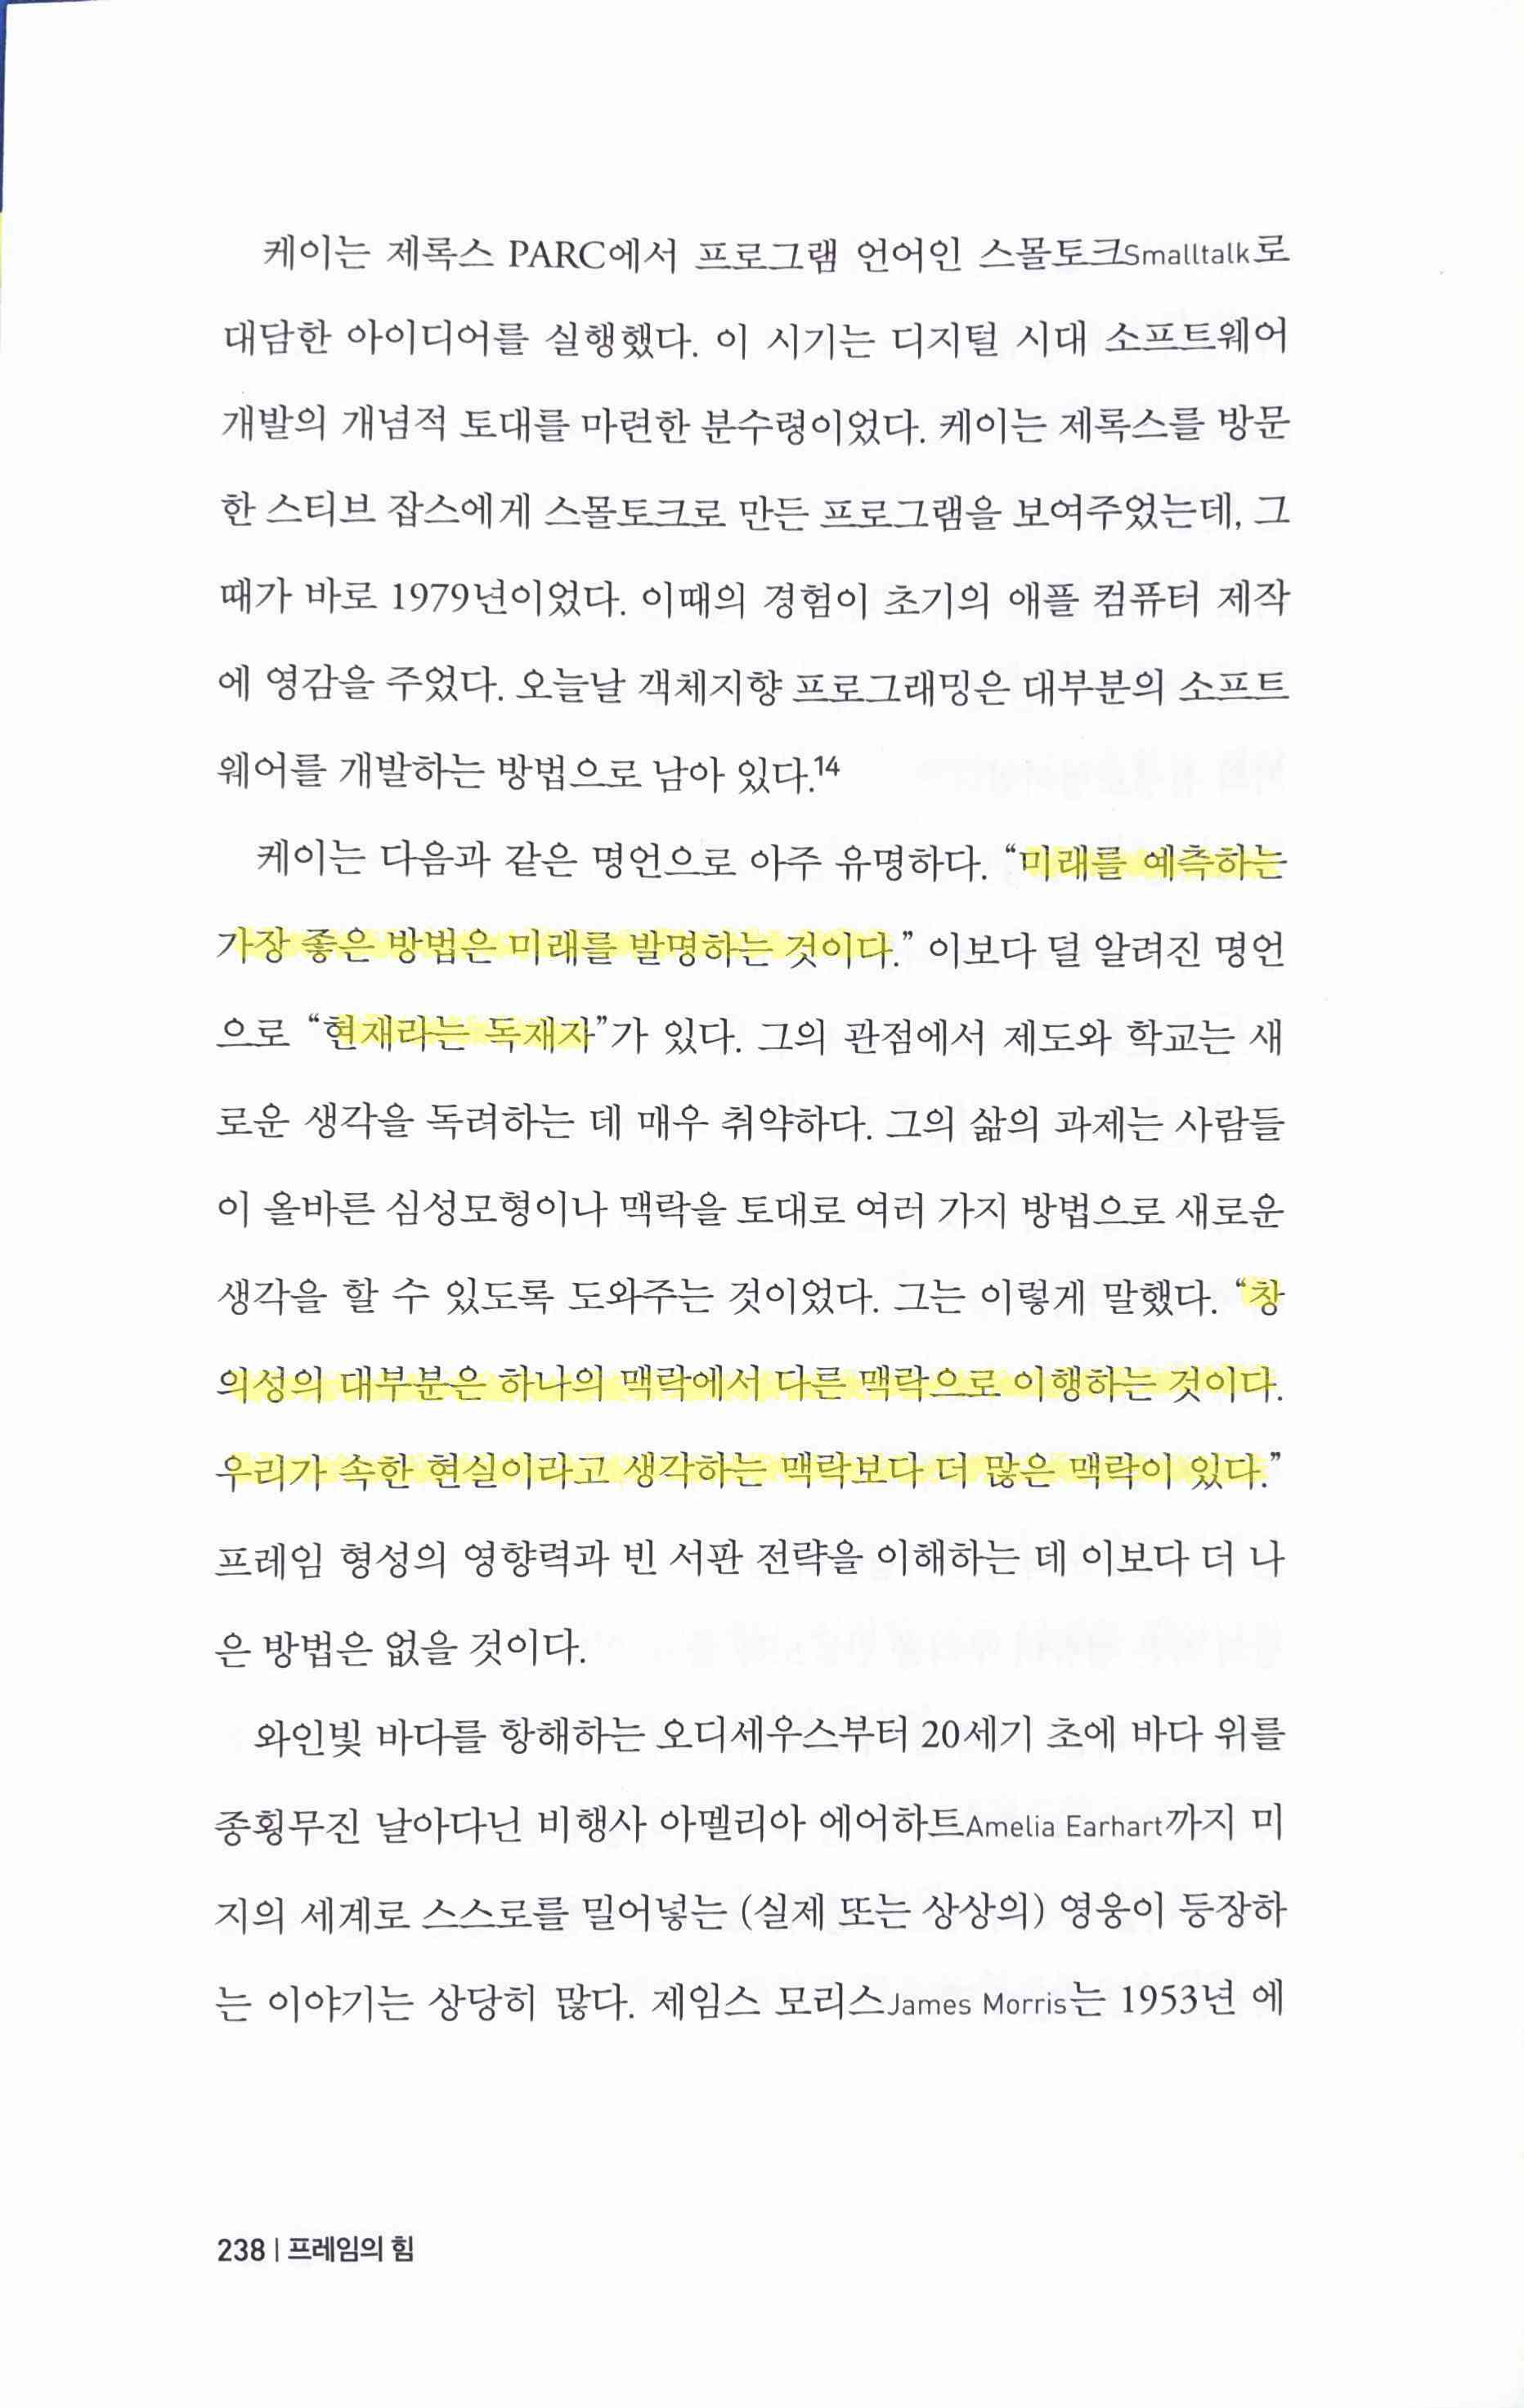 케이는 제록스 PARC에서 프로그램 언어인 스몰토크Smalltalk로
대담한 아이디어를 실행했다. 이 시기는 디지털 시대 소프트웨어
개발의 개념적 토대를 마련한 분수령이었다. 케이는 제록스를 방문
한 스티브 잡스에게 스몰토크로 만든 프로그램을 보여주었는데, 그
때가 바로 1979년이었다. 이때의 경험이 초기의 애플 컴퓨터 제작
에 영감을 주었다. 오늘날 객체지향 프로그래밍은 대부분의 소프트
웨어를 개발하는 방법으로 남아 있다.14
케이는 다음과 같은 명언으로 아주 유명하다. “미래를 예측하는
가장 좋은 방법은 미래를 발명하는 것이다.” 이보다 덜 알려진 명언
으로 “현재라는 독재자”가 있다. 그의 관점에서 제도와 학교는 새
로운 생각을 독려하는 데 매우 취약하다. 그의 삶의 과제는 사람들
이 올바른 심성모형이나 맥락을 토대로 여러 가지 방법으로 새로운
생각을 할 수 있도록 도와주는 것이었다. 그는 이렇게 말했다. “창
의성의 대부분은 하나의 맥락에서 다른 맥락으로 이행하는 것이다.
우리가 속한 현실이라고 생각하는 맥락보다 더 많은 맥락이 있다.”
프레임 형성의 영향력과 빈 서판 전략을 이해하는 데 이보다 더 나
은 방법은 없을 것이다.
와인빛 바다를 항해하는 오디세우스부터 20세기 초에 바다 위를
종횡무진 날아다닌 비행사 아멜리아 에어하트Amelia Earhart까지 미
지의 세계로 스스로를 밀어넣는 (실제 또는 상상의) 영웅이 등장하
는 이야기는 상당히 많다. 제임스 모리스James Morris는 1953년 에
238 | 프레임의 힘